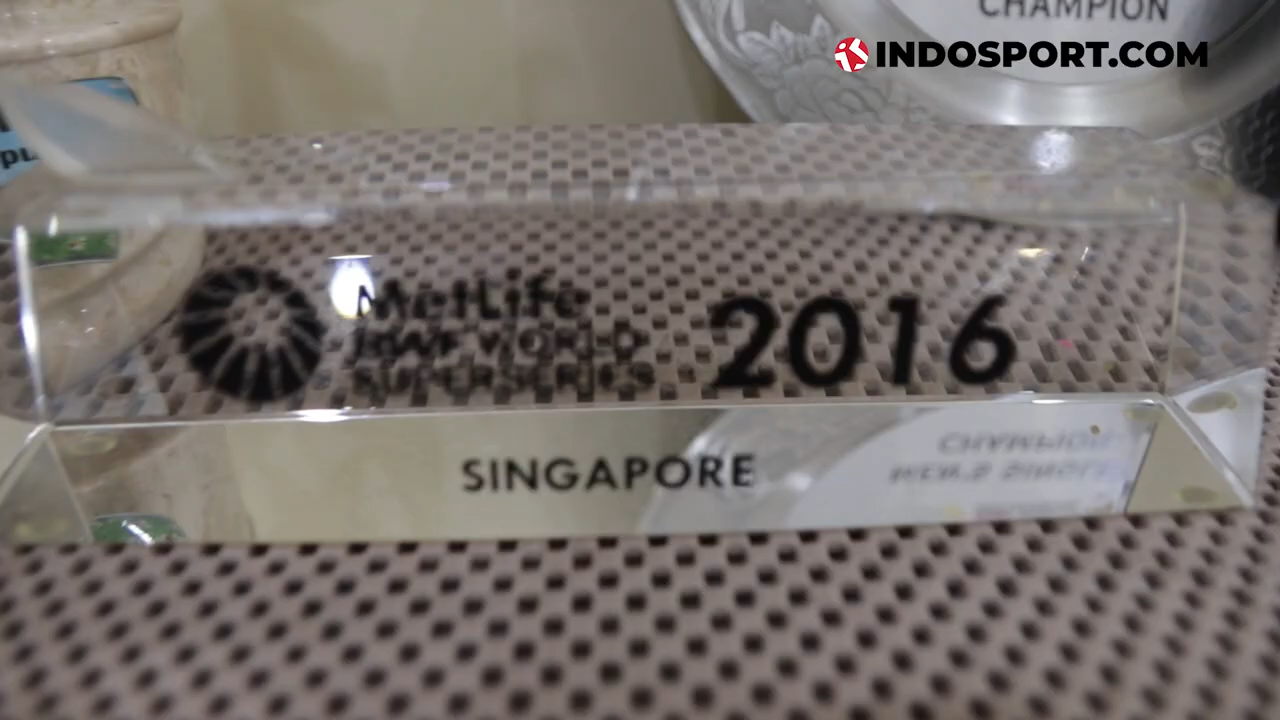 CHAMPION
INDOSPORT.COM
MetLife
BWF WORLD
SUPERSERIES
2016
SINGAPORE